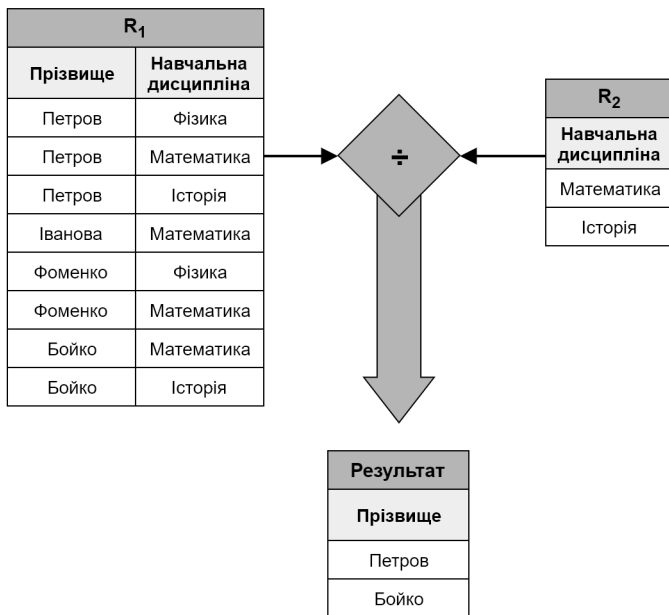 R₁
Прізвище
Навчальна
дисципліна
Петров Фізика
Петров Математика
Петров Історія
Іванова Математика
Фоменко Фізика
Фоменко Математика
Бойко Математика
Бойко Історія
÷
R₂
Навчальна
дисципліна
Математика
Історія
Результат
Прізвище
Петров
Бойко